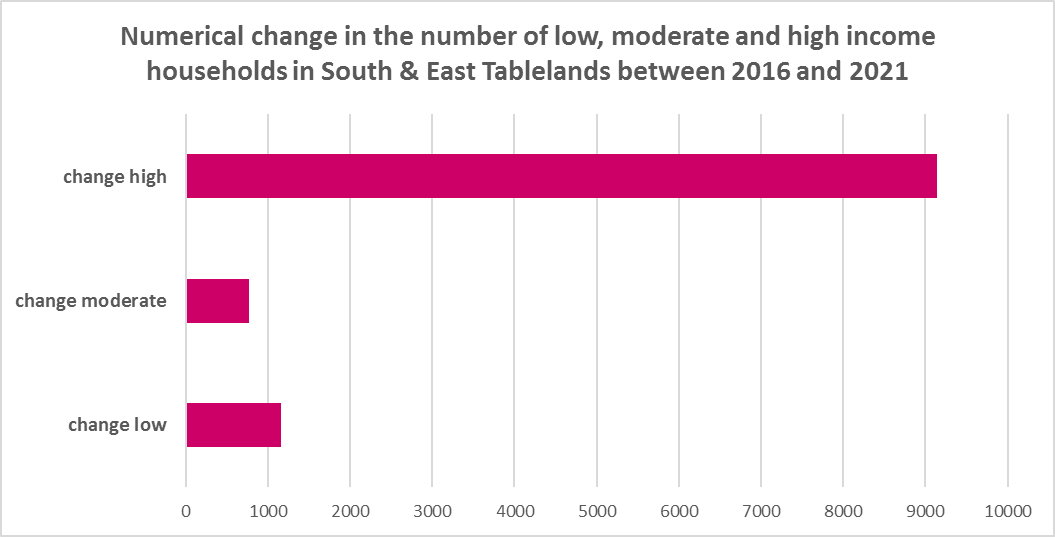 Numerical change in the number of low, moderate and high income
households in South & East Tablelands between 2016 and 2021
change high
change moderate
change low
0 1000 2000 3000 4000 5000 6000 7000 8000 9000 10000